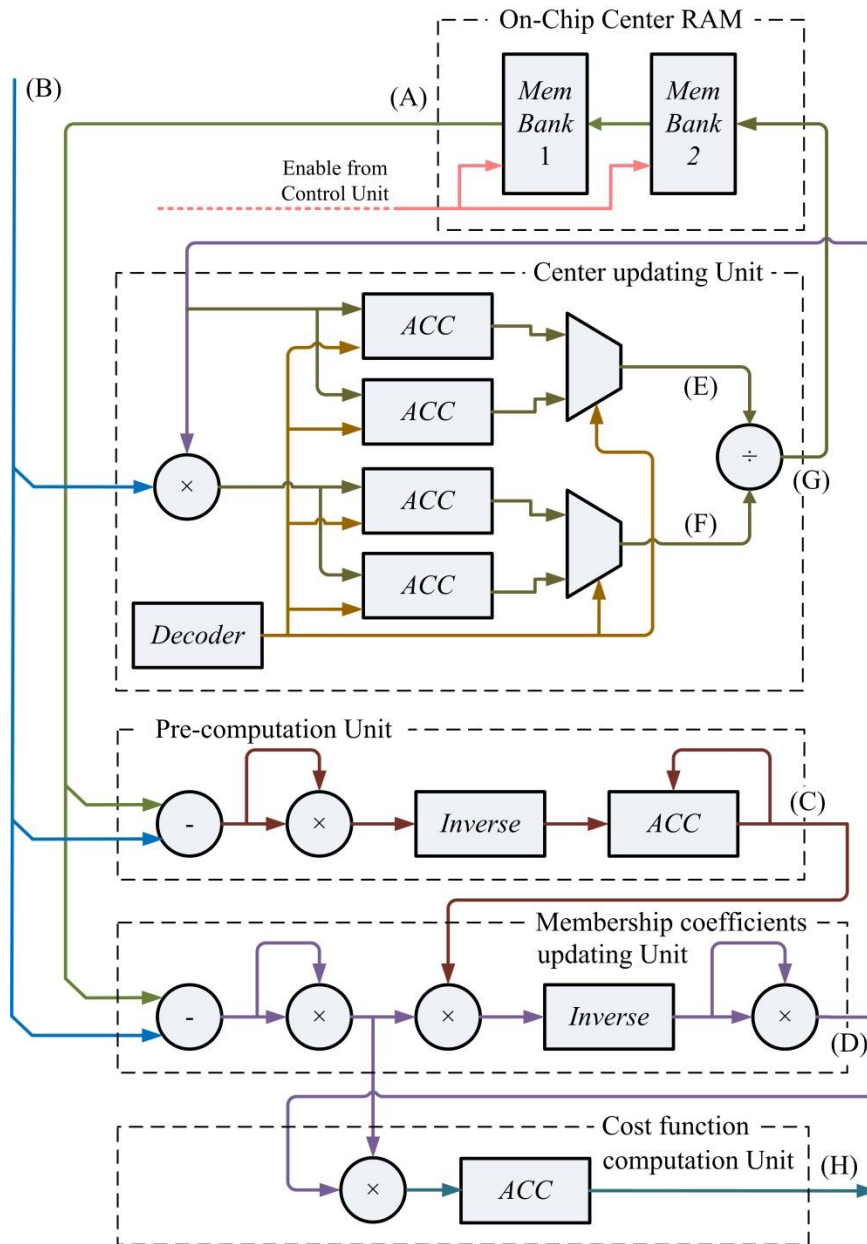 On-Chip Center RAM
(B)
(A)
Mem
Bank
1
Mem
Bank
2
Enable from
Control Unit
Center updating Unit
ACC
(E)
ACC
×
÷
(G)
ACC
(F)
ACC
Decoder
Pre-computation Unit
(C)
-
×
Inverse
ACC
Membership coefficients
updating Unit
-
×
×
Inverse
×
(D)
Cost function
computation Unit
(H)
×
ACC